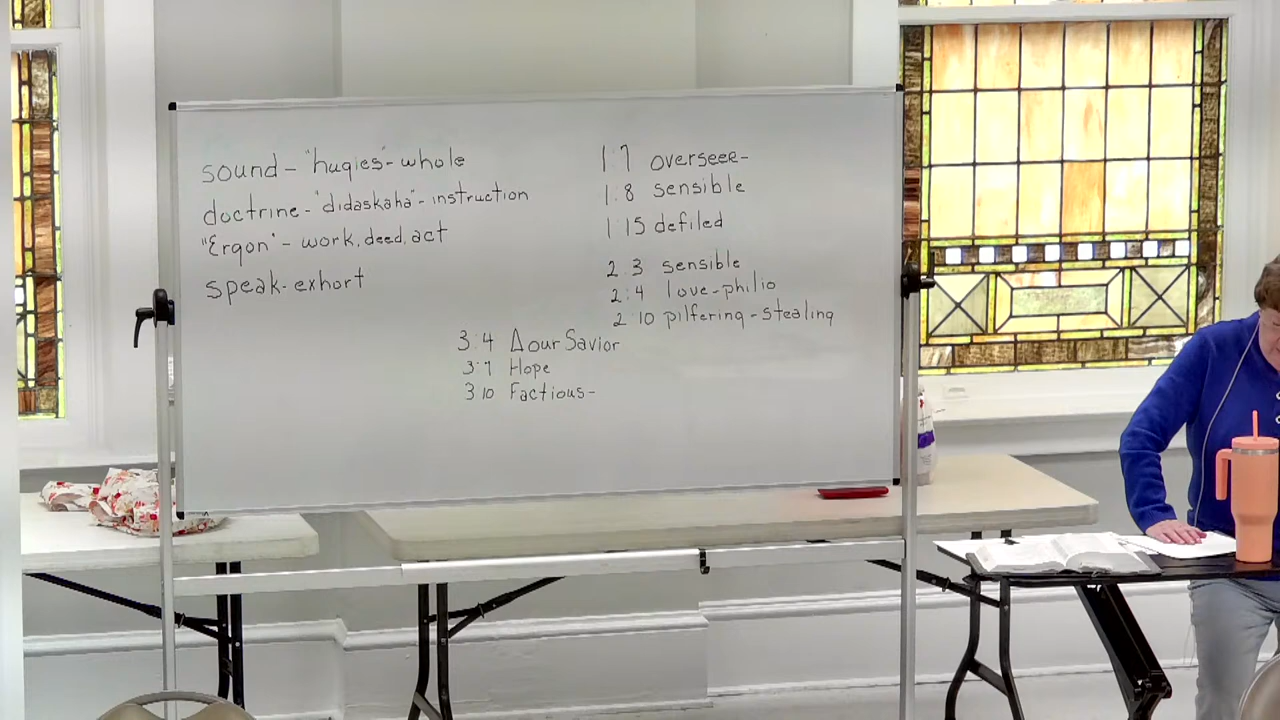 sound - "hugies" - whole
doctrine - "didaskaha" - instruction
"Ergon" - work, deed, act
speak - exhort
1:7 overseer -
1:8 sensible
1:15 defiled
2:3 sensible
2:4 love - philio
2:10 pilfering - stealing
3:4 Δ our Savior
3:7 Hope
3:10 Factious -